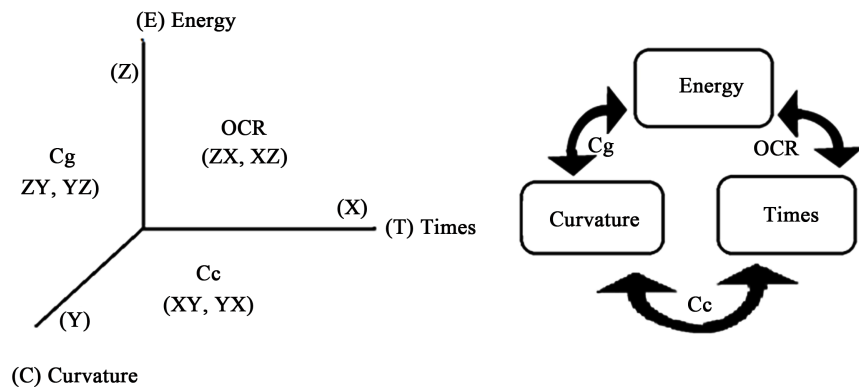 (E) Energy
(Z)
OCR
(ZX, XZ)
Cg
ZY, YZ)
(X)
(T) Times
Cc
(XY, YX)
(Y)
(C) Curvature
Energy
Cg
OCR
Curvature
Times
Cc